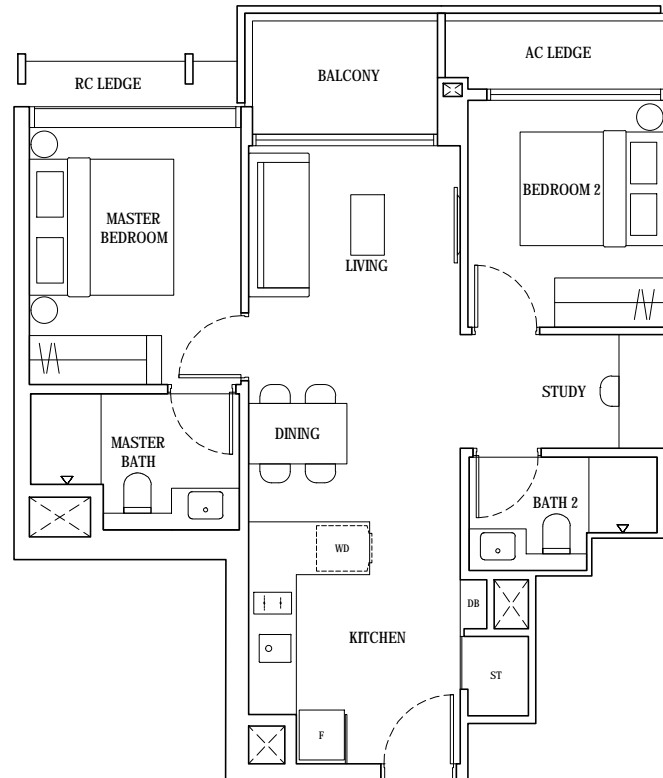 AC LEDGE
BALCONY
RC LEDGE
BEDROOM 2
MASTER
BEDROOM
LIVING
STUDY
DINING
MASTER
BATH
BATH 2
WD
DB
KITCHEN
ST
F